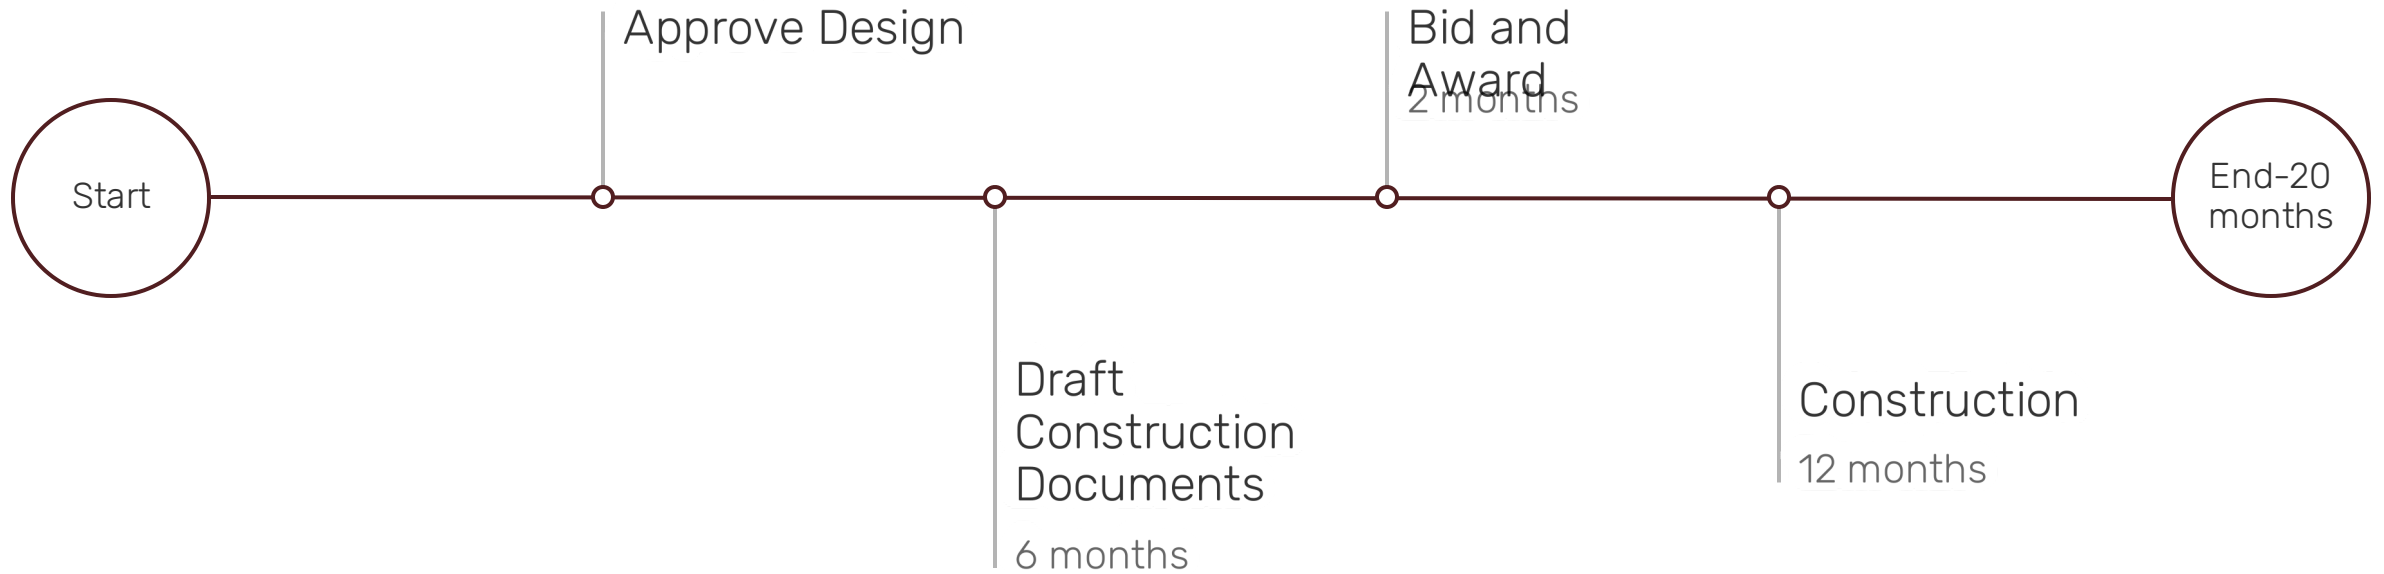 Start
Approve Design
Draft
Construction
Documents
6 months
Bid and
Award
2 months
Construction
12 months
End-20
months